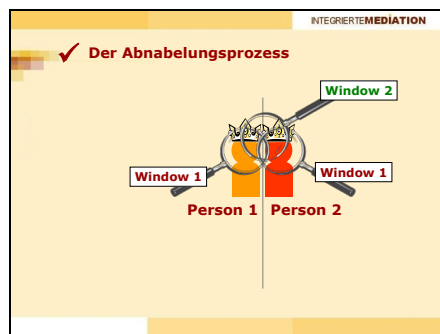 INTEGRIERTEMEDIATION
Der Abnabelungsprozess
Window 2
Window 1
Window 1
Person 1
Person 2